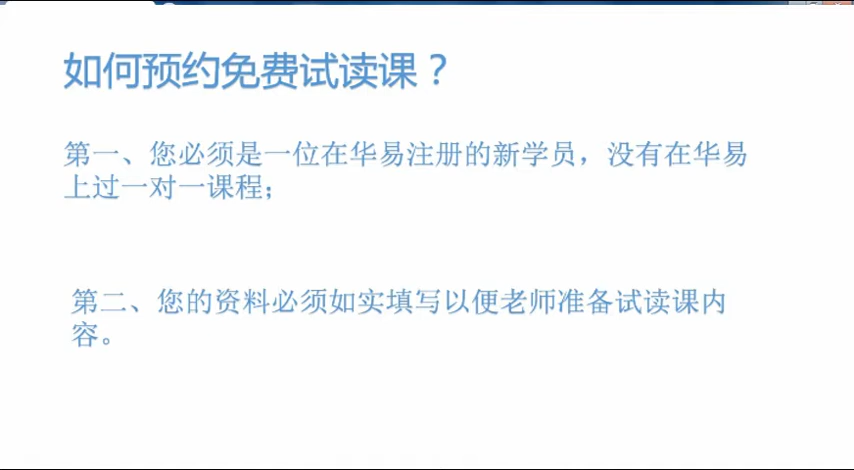 如何预约免费试读课？
第一、您必须是一位在华易注册的新学员，没有在华易
上过一对一课程；
第二、您的资料必须如实填写以便老师准备试读课内
容。